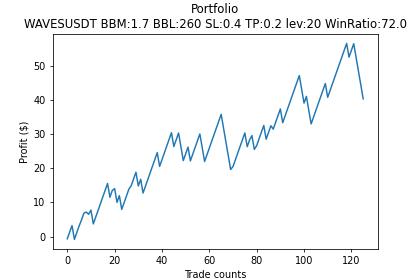 Portfolio
WAVESUSDT BBM:1.7 BBL:260 SL:0.4 TP:0.2 lev:20 WinRatio:72.0
Profit ($)
50
40
30
20
10
0
0 20 40 60 80 100 120
Trade counts